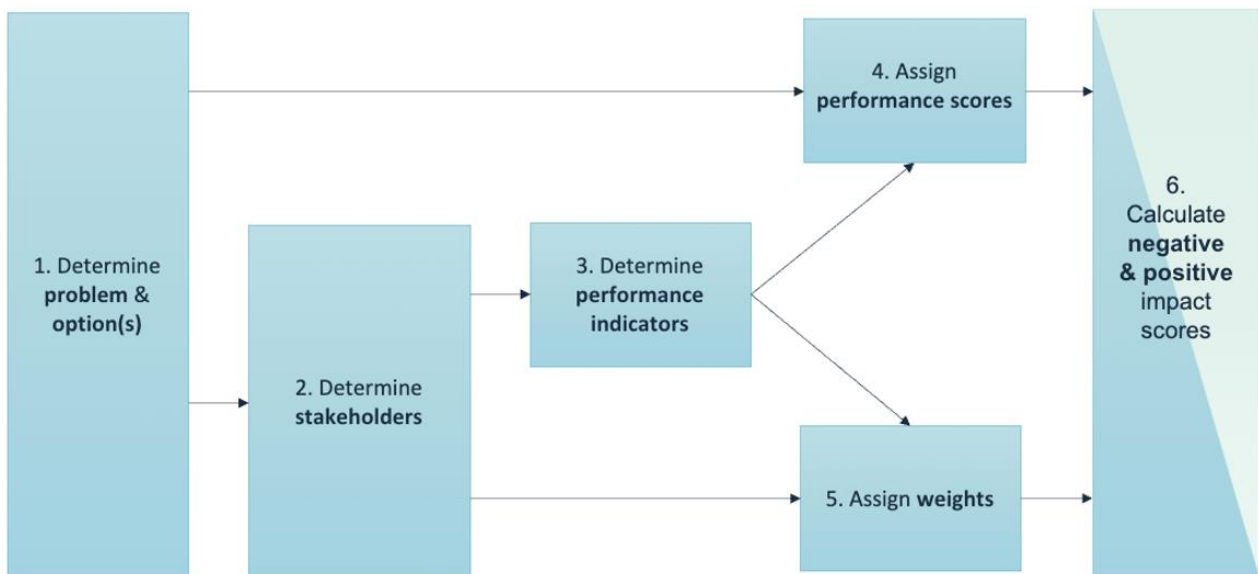 1. Determine
problem &
option(s)
2. Determine
stakeholders
3. Determine
performance
indicators
4. Assign
performance scores
5. Assign weights
6.
Calculate
negative
& positive
impact
scores